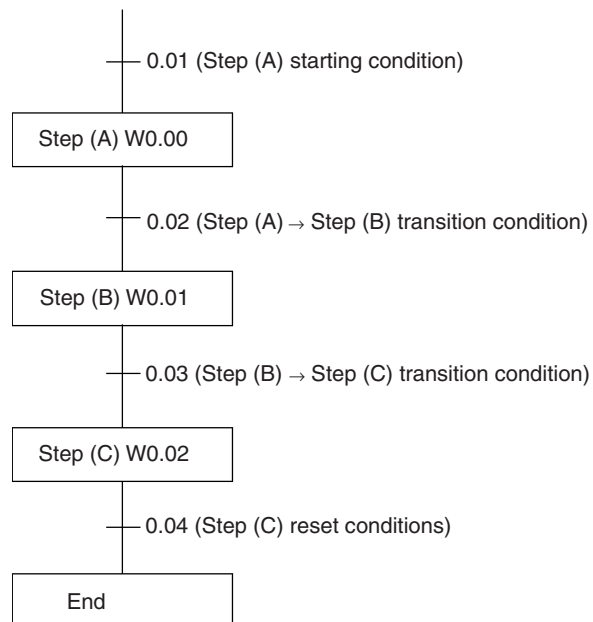 0.01 (Step (A) starting condition)
Step (A) W0.00
0.02 (Step (A) → Step (B) transition condition)
Step (B) W0.01
0.03 (Step (B) → Step (C) transition condition)
Step (C) W0.02
0.04 (Step (C) reset conditions)
End